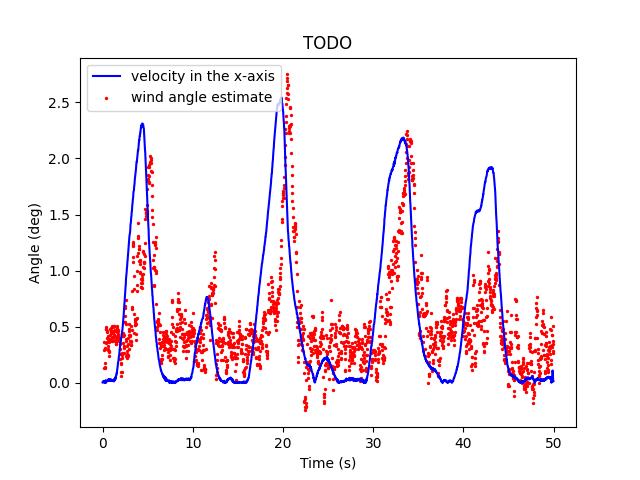 TODO
velocity in the x-axis
wind angle estimate
Angle (deg)
2.5
2.0
1.5
1.0
0.5
0.0
0 10 20 30 40 50
Time (s)